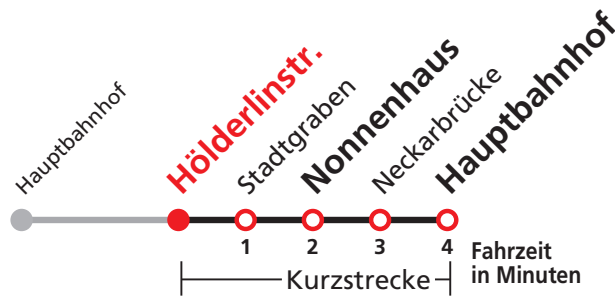 Hauptbahnhof
Hölderlinstr.
Stadtgraben
Nonnenhaus
Neckarbrücke
Hauptbahnhof
1 2 3 4 Fahrzeit
in Minuten
Kurzstrecke